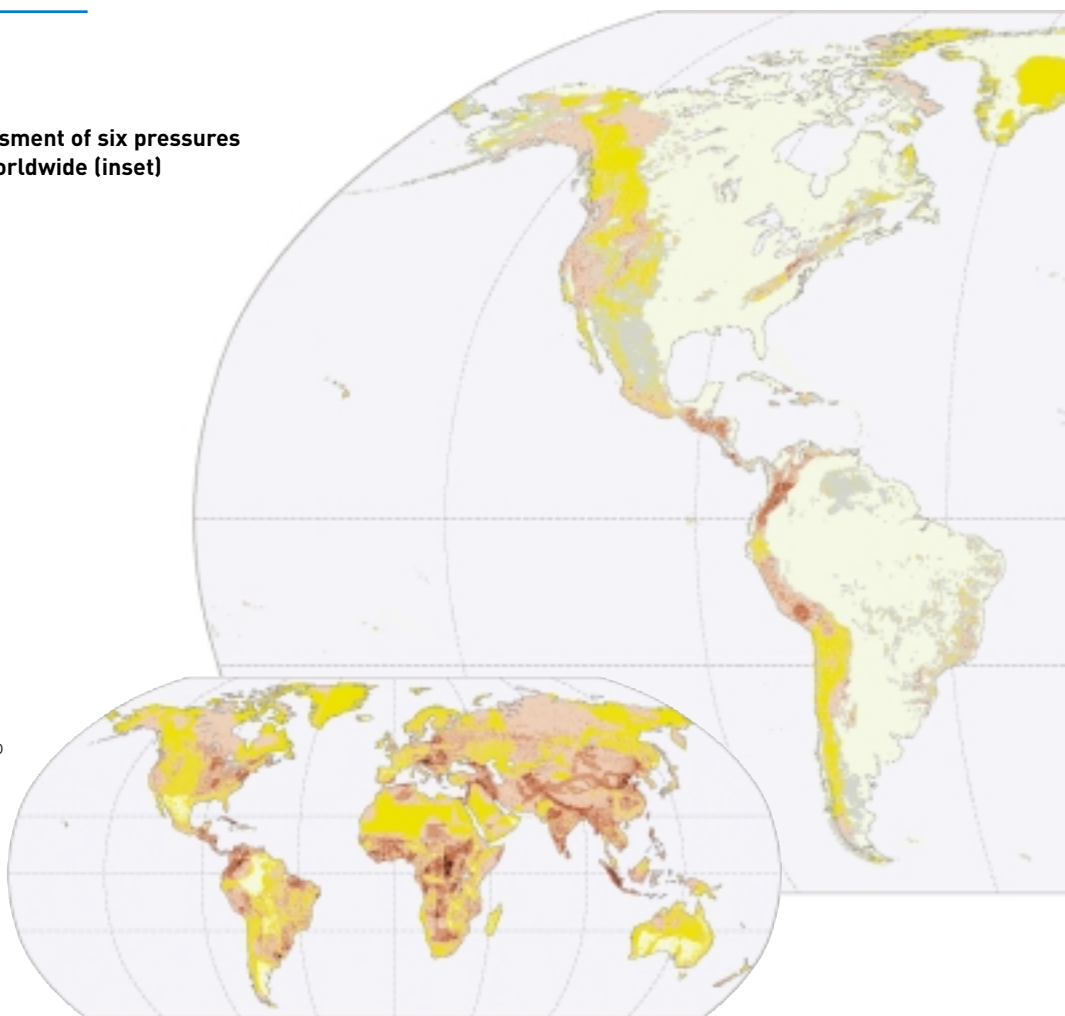 sment of six pressures
orldwide (inset)